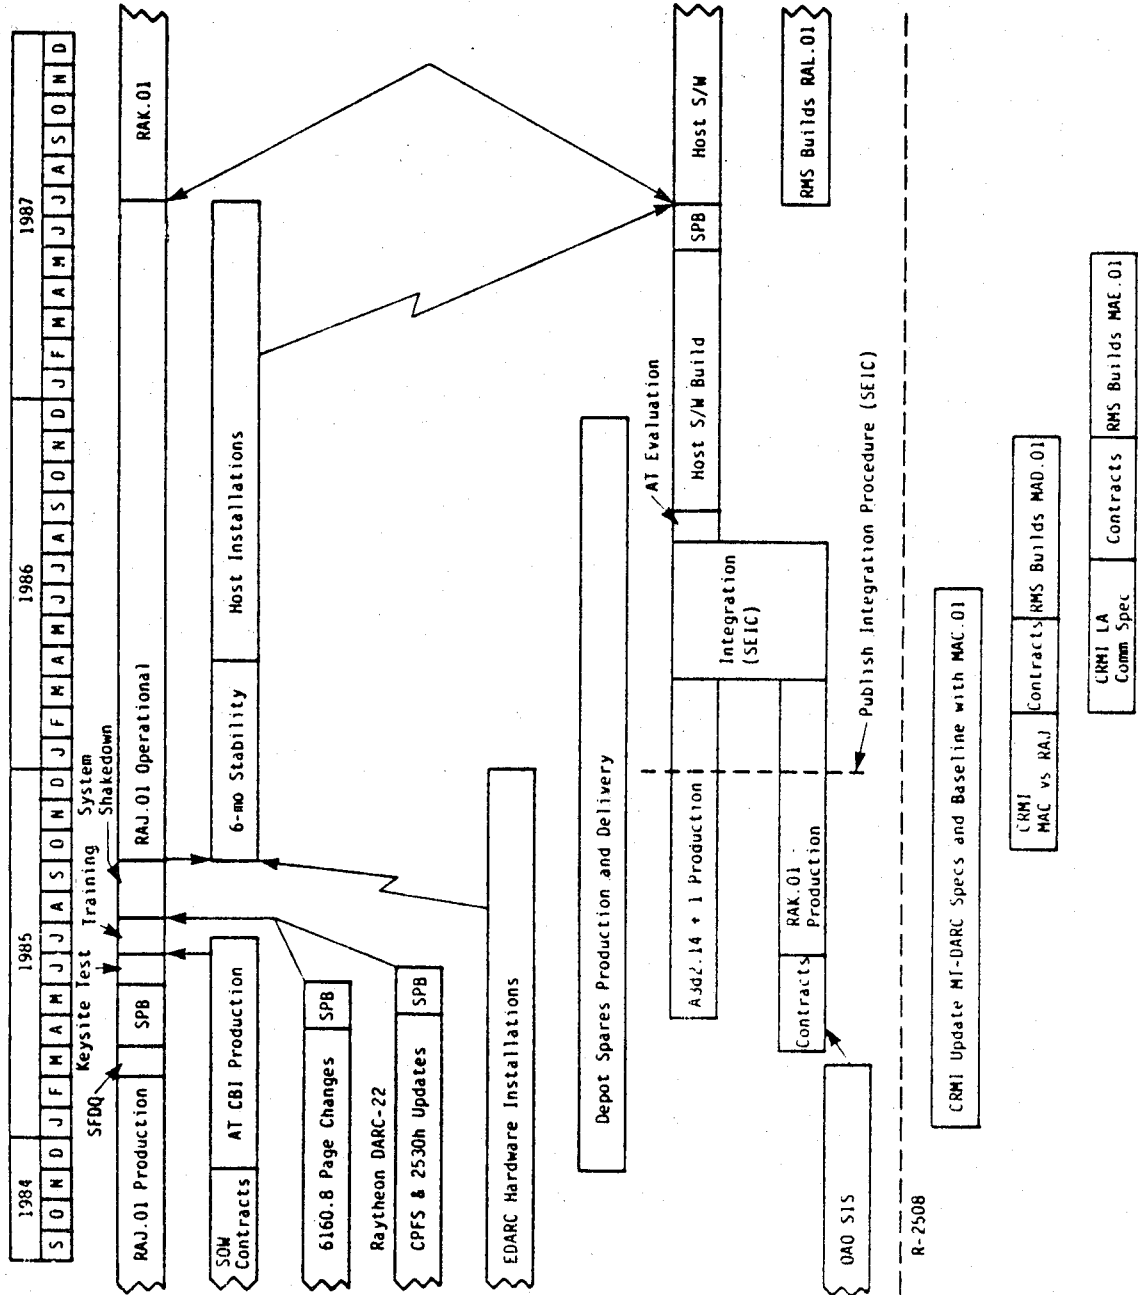 1984 1985 1986 1987
S O N D J F M A M J J A S O N D J F M A M J J A S O N D J F M A M J J A S O N D
SFDQ
Keysite Test
Training
System
Shakedown
RAJ.01 Production
SPB
RAJ.01 Operational
RAK.01
SOW
Contracts
AT CBI Production
6-mo Stability
Host Installations
6160.8 Page Changes
SPB
Raytheon DARC-22
CPFS & 2530h Updates
SPB
EDARC Hardware Installations
Depot Spares Production and Delivery
AT Evaluation
A3d2.14 + 1 Production
Integration
(SEIC)
Host S/W Build
SPB
Host S/W
Contracts
RAK.01
Production
RMS Builds RAL.01
OAO SIS
Publish Integration Procedure (SEIC)
R-2508
CRMI Update MT-DARC Specs and Baseline with MAC.01
CRMI
MAC vs RAJ
Contracts
RMS Builds MAD.01
CRMI LA
Comm Spec
Contracts
RMS Builds MAE.01